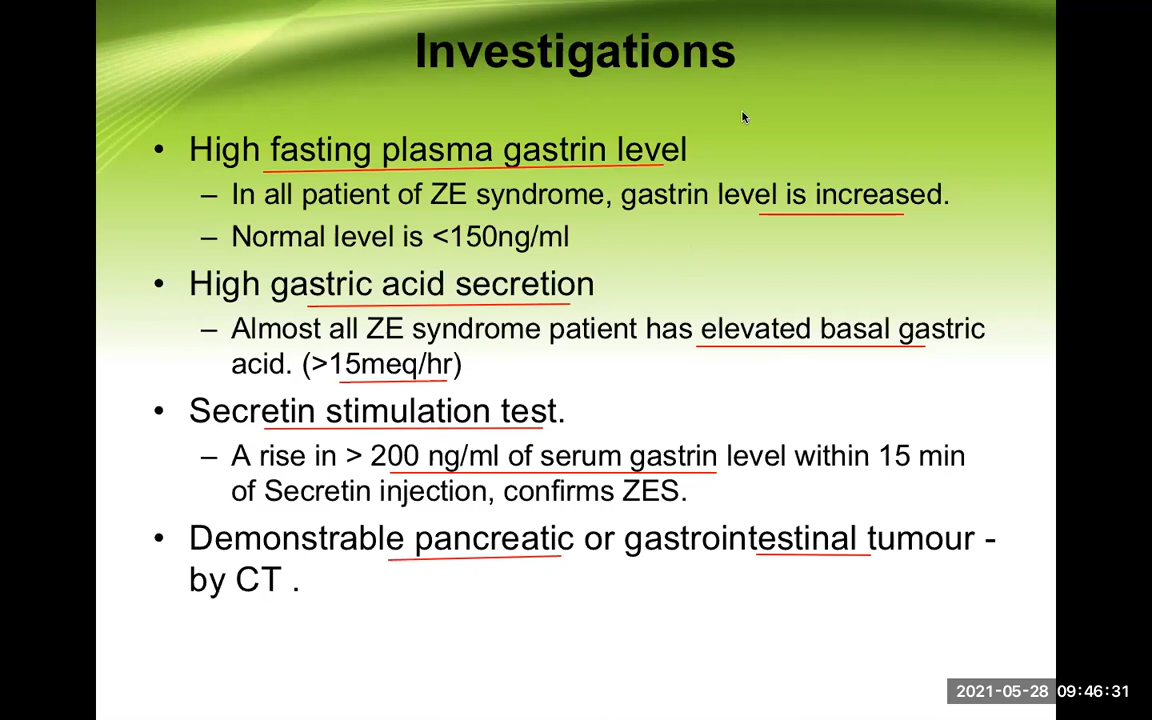 Investigations
• High fasting plasma gastrin level
– In all patient of ZE syndrome, gastrin level is increased.
– Normal level is <150ng/ml
• High gastric acid secretion
– Almost all ZE syndrome patient has elevated basal gastric
acid. (>15meq/hr)
• Secretin stimulation test.
– A rise in > 200 ng/ml of serum gastrin level within 15 min
of Secretin injection, confirms ZES.
• Demonstrable pancreatic or gastrointestinal tumour -
by CT .
2021-05-28 09:46:31